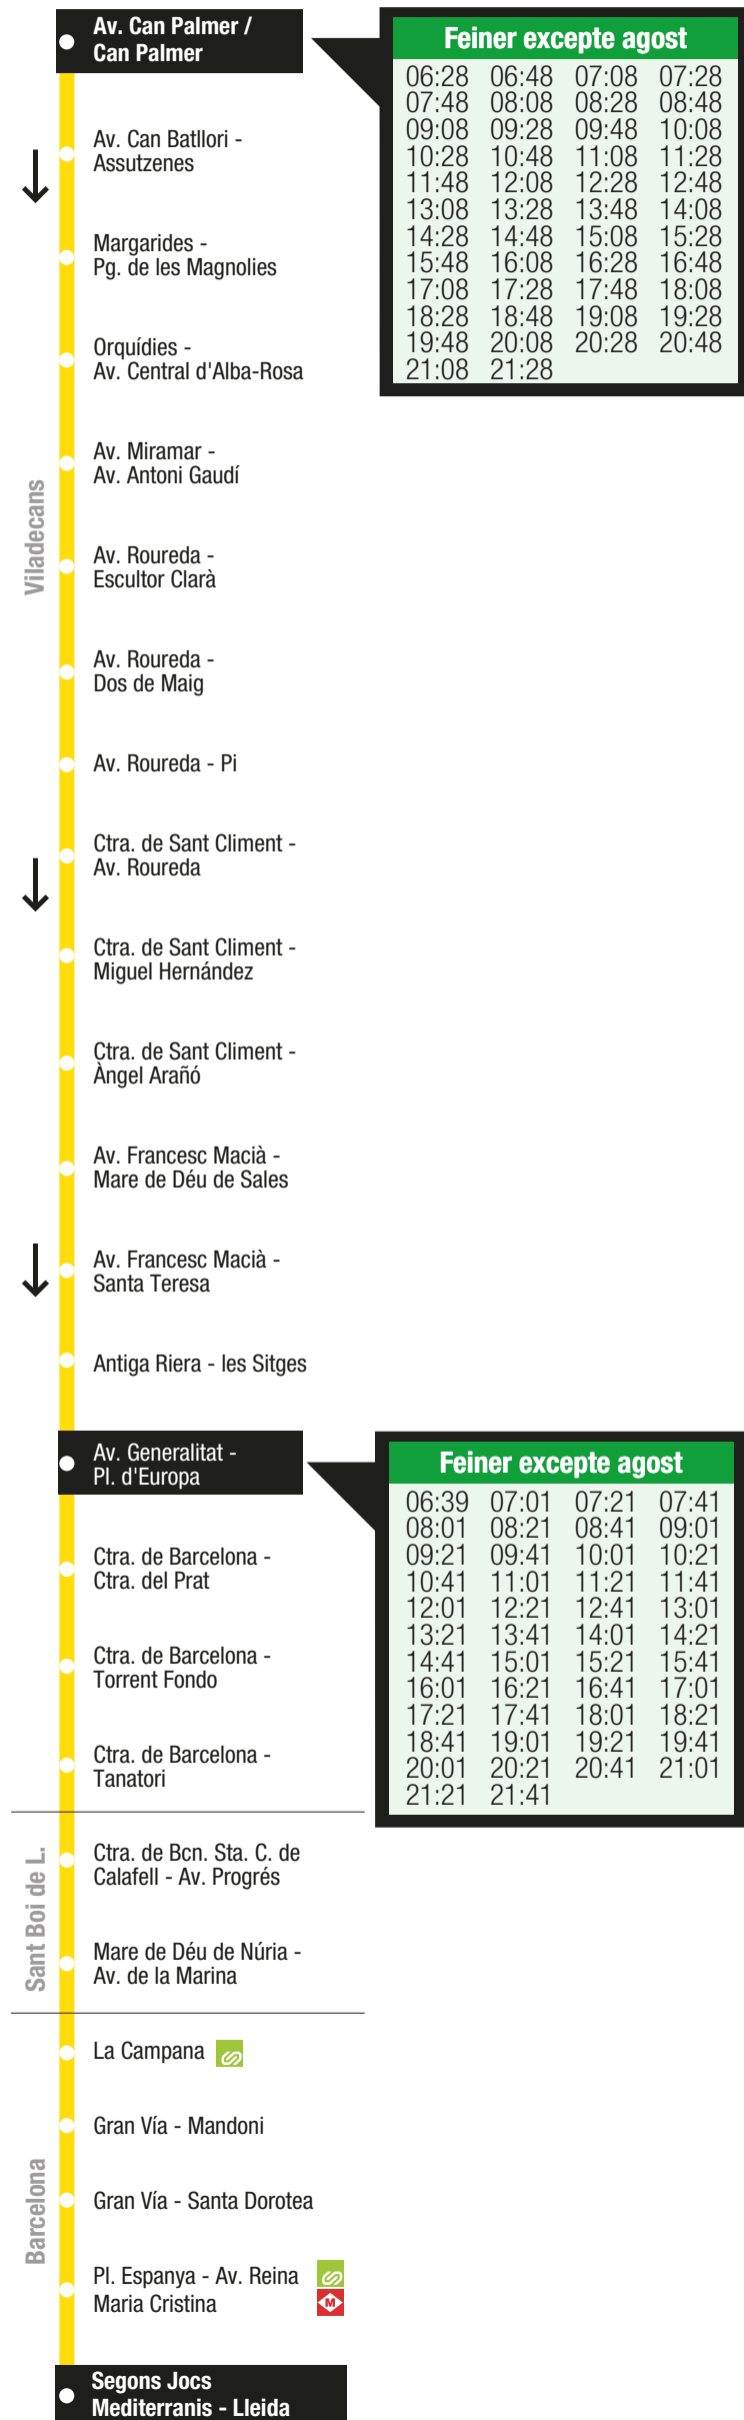 Av. Can Palmer /
Can Palmer
Feiner excepte agost
06:28 06:48 07:08 07:28
07:48 08:08 08:28 08:48
09:08 09:28 09:48 10:08
10:28 10:48 11:08 11:28
11:48 12:08 12:28 12:48
13:08 13:28 13:48 14:08
14:28 14:48 15:08 15:28
15:48 16:08 16:28 16:48
17:08 17:28 17:48 18:08
18:28 18:48 19:08 19:28
19:48 20:08 20:28 20:48
21:08 21:28
Viladecans
Av. Can Batllori -
Assutzenes
Margarides -
Pg. de les Magnolies
Orquídies -
Av. Central d'Alba-Rosa
Av. Miramar -
Av. Antoni Gaudí
Av. Roureda -
Escultor Clarà
Av. Roureda -
Dos de Maig
Av. Roureda - Pi
Ctra. de Sant Climent -
Av. Roureda
Ctra. de Sant Climent -
Miguel Hernández
Ctra. de Sant Climent -
Àngel Arañó
Av. Francesc Macià -
Mare de Déu de Sales
Av. Francesc Macià -
Santa Teresa
Antiga Riera - les Sitges
Av. Generalitat -
Pl. d'Europa
Feiner excepte agost
06:39 07:01 07:21 07:41
08:01 08:21 08:41 09:01
09:21 09:41 10:01 10:21
10:41 11:01 11:21 11:41
12:01 12:21 12:41 13:01
13:21 13:41 14:01 14:21
14:41 15:01 15:21 15:41
16:01 16:21 16:41 17:01
17:21 17:41 18:01 18:21
18:41 19:01 19:21 19:41
20:01 20:21 20:41 21:01
21:21 21:41
Ctra. de Barcelona -
Ctra. del Prat
Ctra. de Barcelona -
Torrent Fondo
Ctra. de Barcelona -
Tanatori
Sant Boi de L.
Ctra. de Bcn. Sta. C. de
Calafell - Av. Progrés
Mare de Déu de Núria -
Av. de la Marina
Barcelona
La Campana
Gran Vía - Mandoni
Gran Vía - Santa Dorotea
Pl. Espanya - Av. Reina
Maria Cristina
M
Segons Jocs
Mediterranis - Lleida